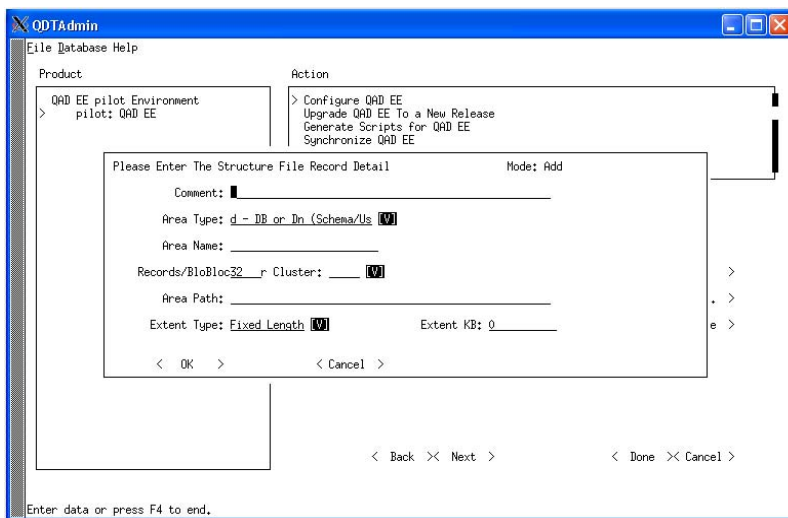 QDTAdmin
File Database Help
Product Action
QAD EE pilot Environment
> pilot: QAD EE
> Configure QAD EE
Upgrade QAD EE To a New Release
Generate Scripts for QAD EE
Synchronize QAD EE
Please Enter The Structure File Record Detail Mode: Add
Comment:
Area Type: d - DB or Dn (Schema/Us [V]
Area Name:
Records/BloBloc32 r Cluster: [V]
Area Path:
Extent Type: Fixed Length [V] Extent KB: 0
< OK > < Cancel >
>
. >
e >
< Back >< Next > < Done >< Cancel >
Enter data or press F4 to end.